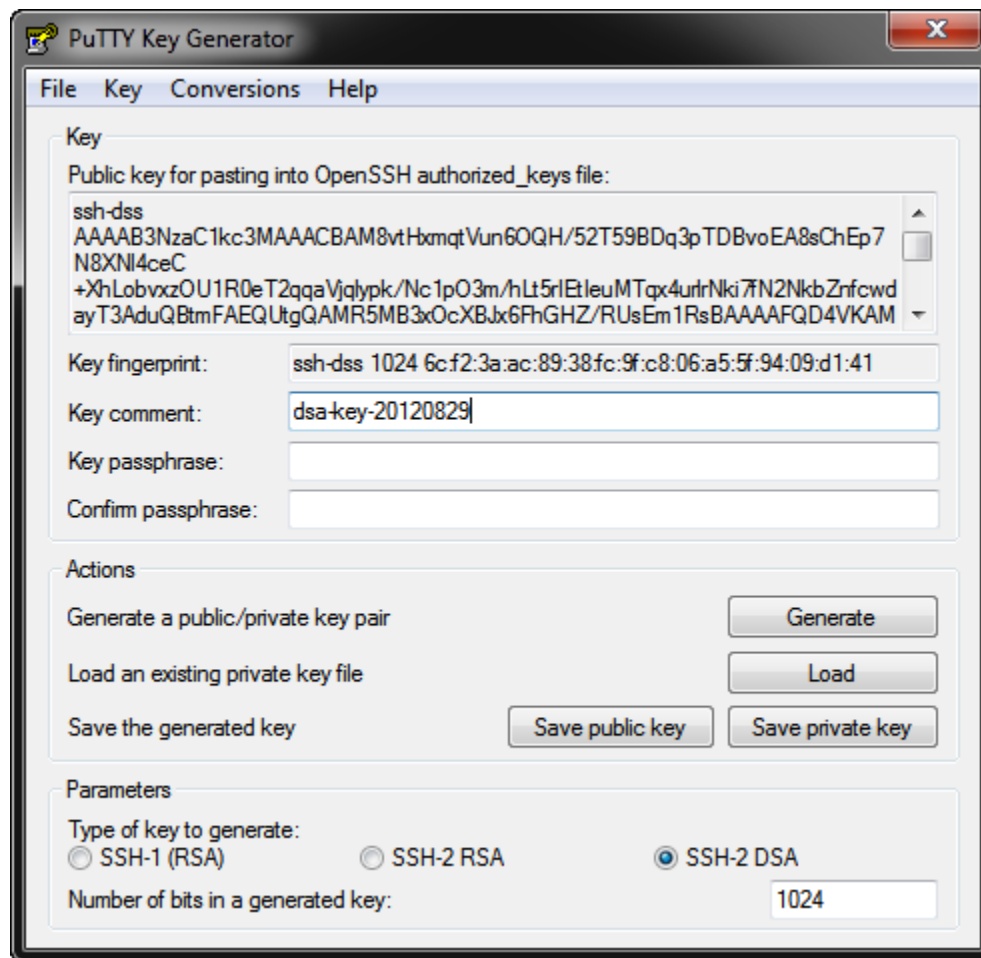 PuTTY Key Generator
File Key Conversions Help
Key
Public key for pasting into OpenSSH authorized_keys file:
ssh-dss
AAAAB3NzaC1kc3MAAACBAM8vtHxmqtVun6OQH/52T59BDq3pTDBvoEA8sChEp7
N8XNI4ceC
+XhLobvxzOU1R0eT2qqaVjqlypk/Nc1pO3m/hLt5rlEtIeuMTqx4urIrNki7fN2NkbZnfcwd
ayT3AduQBtmFAEQUtgQAMR5MB3xOcXBJx6FhGHZ/RUsEm1RsBAAAAFQD4VKAM
Key fingerprint: ssh-dss 1024 6c:f2:3a:ac:89:38:fc:9f:c8:06:a5:5f:94:09:d1:41
Key comment: dsa-key-20120829
Key passphrase:
Confirm passphrase:
Actions
Generate a public/private key pair Generate
Load an existing private key file Load
Save the generated key Save public key Save private key
Parameters
Type of key to generate:
SSH-1 (RSA) SSH-2 RSA SSH-2 DSA
Number of bits in a generated key: 1024